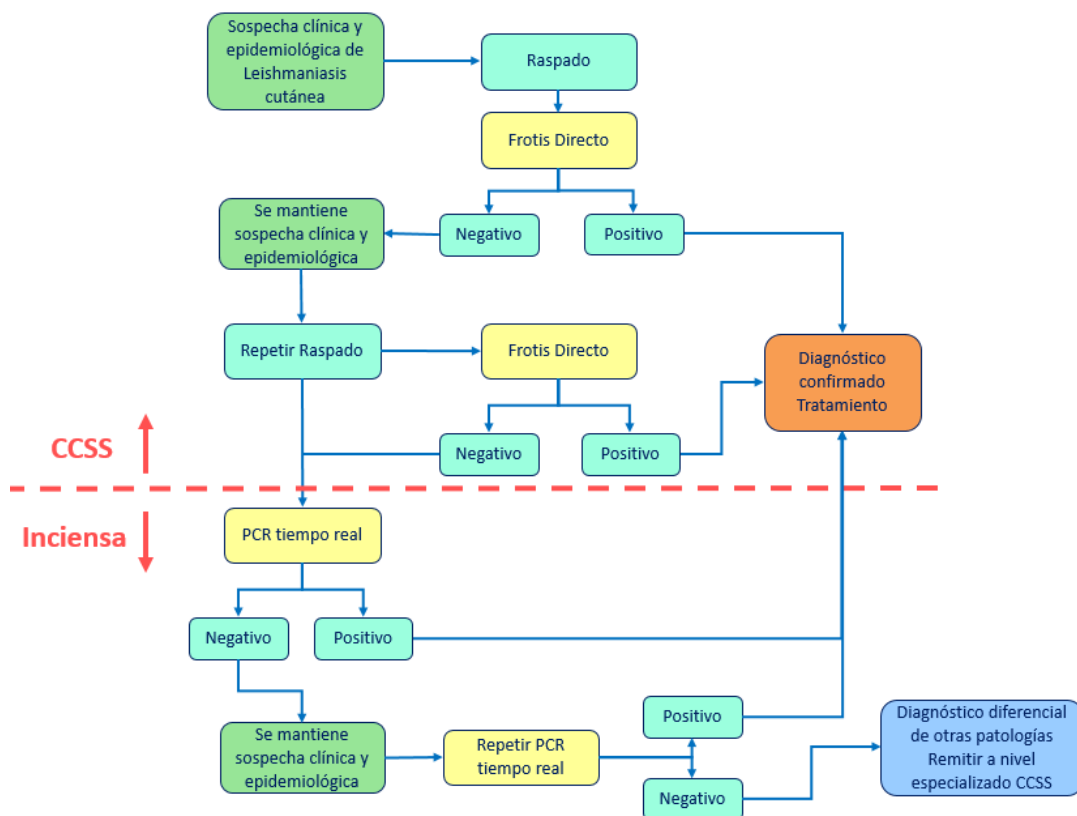 Sospecha clínica y
epidemiológica de
Leishmaniasis
cutánea
Raspado
Frotis Directo
Negativo
Positivo
Se mantiene
sospecha clínica y
epidemiológica
Repetir Raspado
Frotis Directo
Negativo
Positivo
Diagnóstico
confirmado
Tratamiento
CCSS
Inciensa
PCR tiempo real
Negativo
Positivo
Se mantiene
sospecha clínica y
epidemiológica
Repetir PCR
tiempo real
Positivo
Negativo
Diagnóstico diferencial
de otras patologías
Remitir a nivel
especializado CCSS